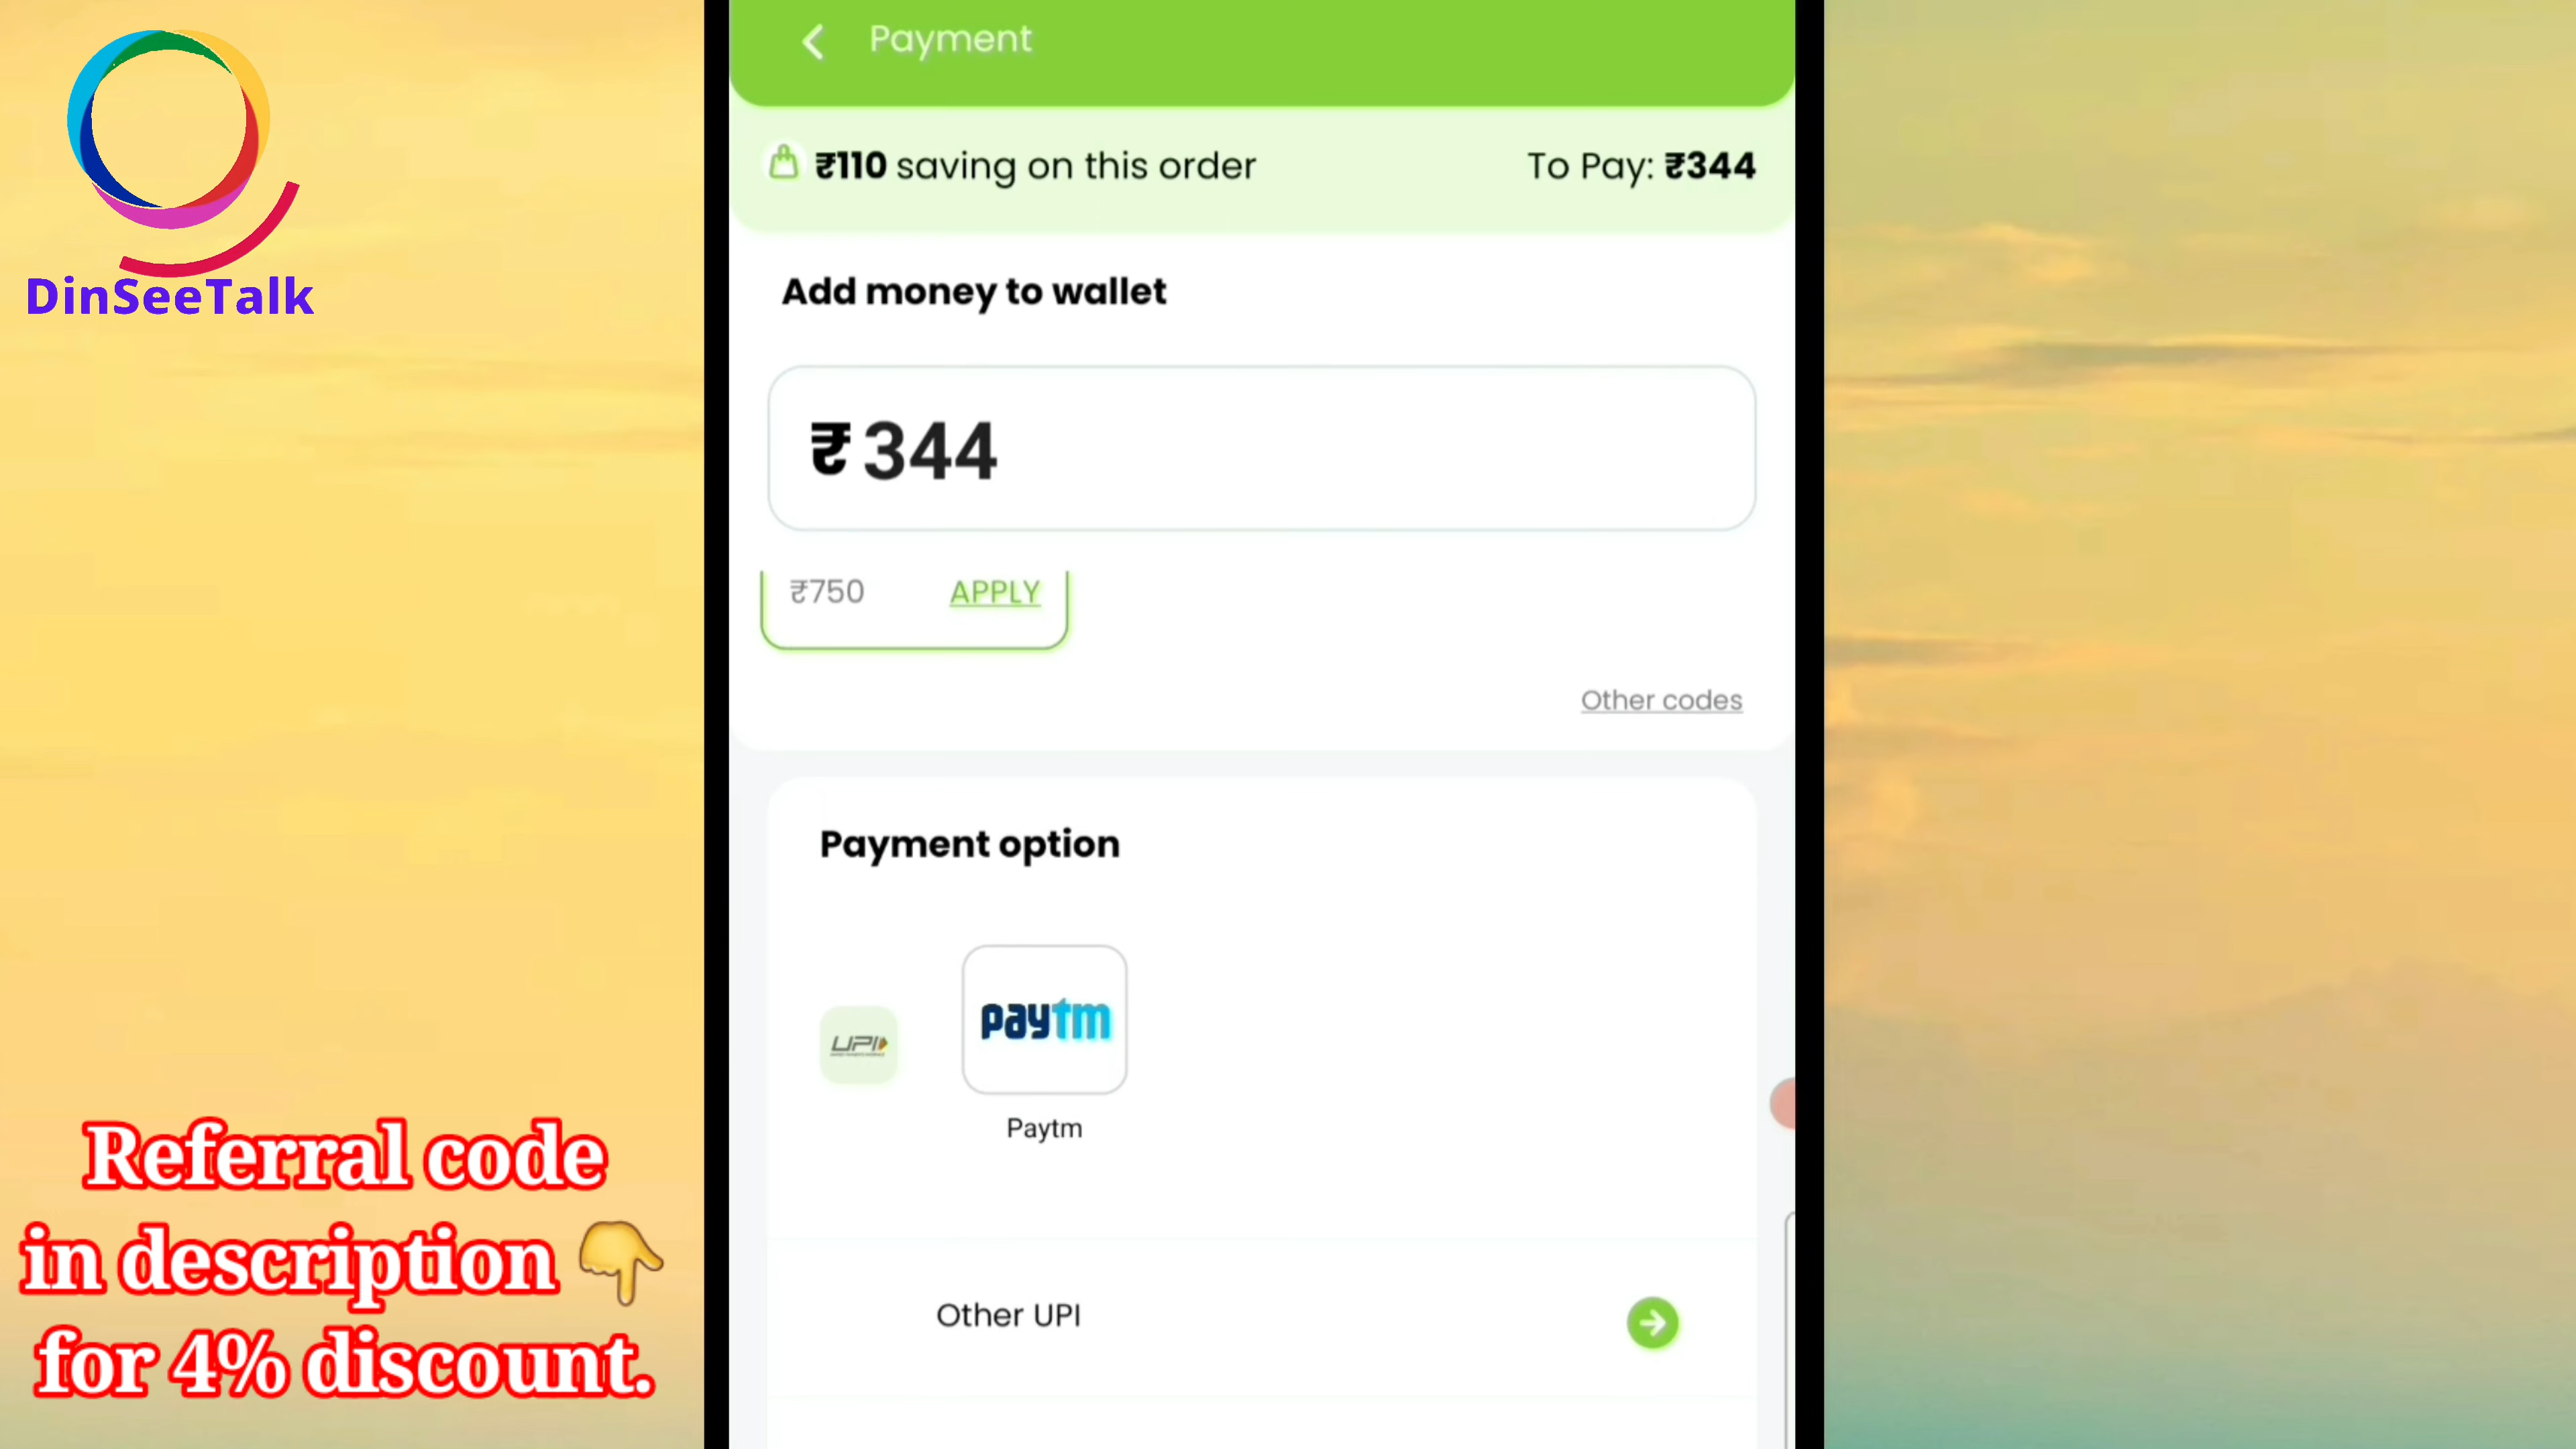 DinSeeTalk
Payment
₹110 saving on this order
To Pay: ₹344
Add money to wallet
₹ 344
₹750
APPLY
Other codes
Payment option
UPI
paytm
Paytm
Other UPI
Referral code
in description 👇
for 4% discount.